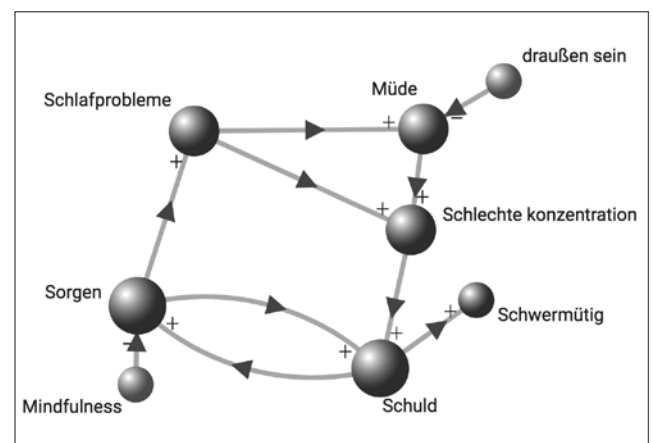 draußen sein
Müde
Schlafprobleme
+
–
+
+
+
Schlechte konzentration
Sorgen
+
Schwermütig
+
+
–
+
Mindfulness
Schuld